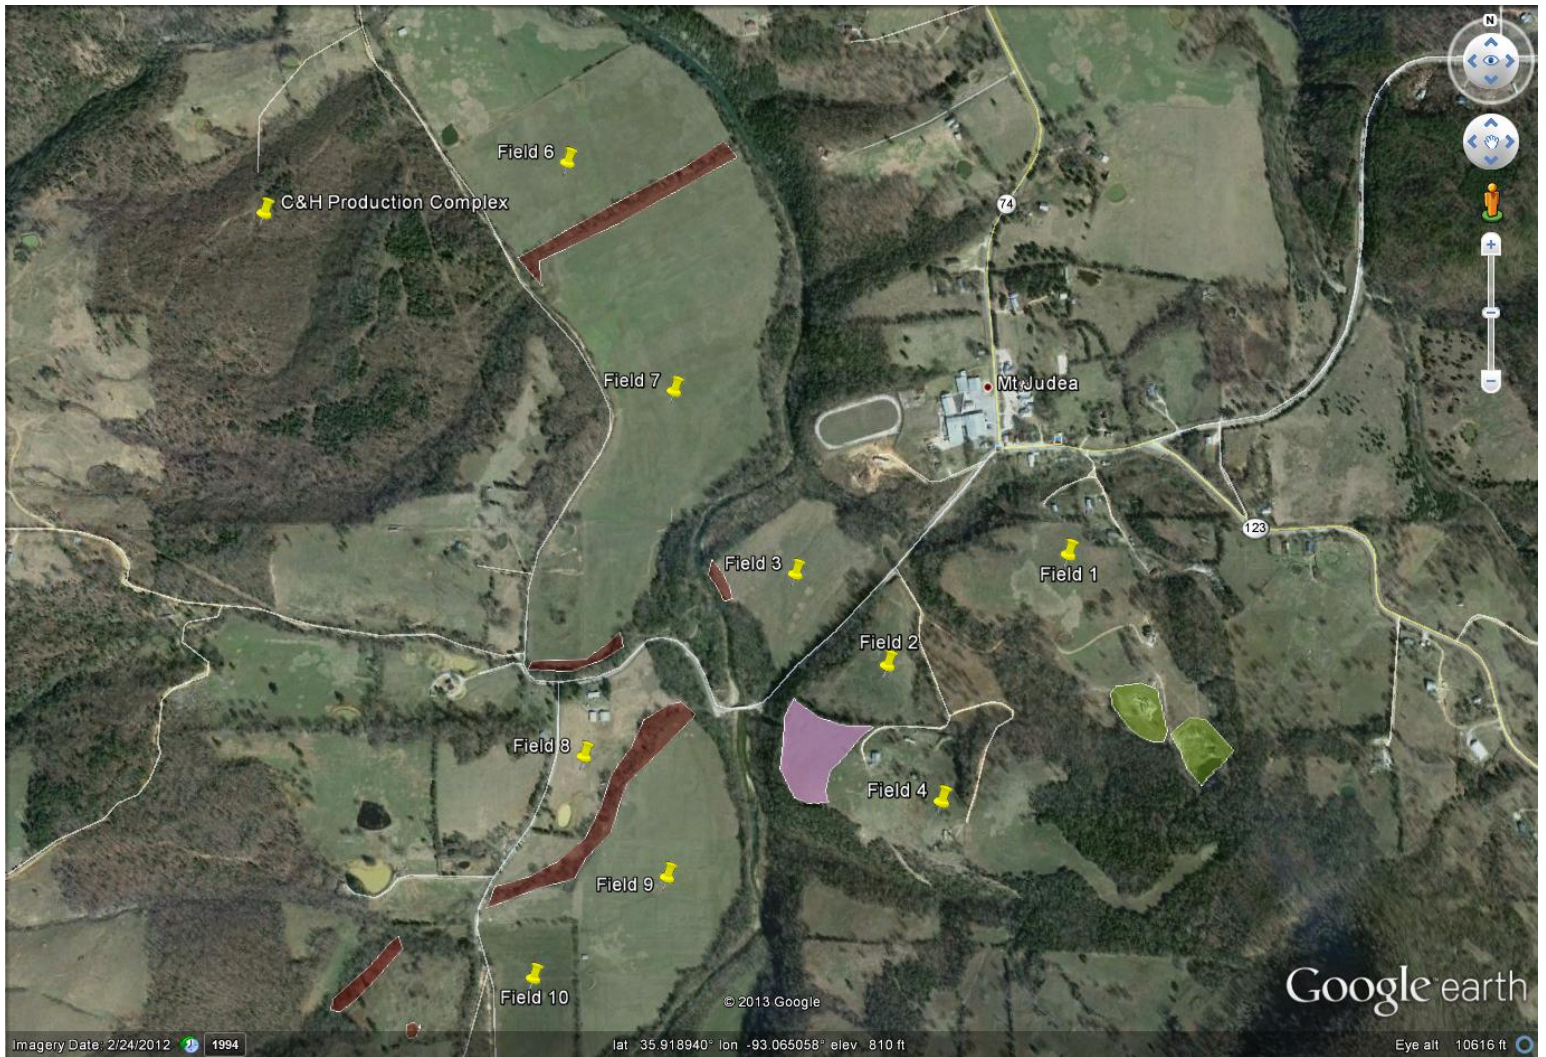 N
Field 6
C&H Production Complex
74
Field 7
Mt Judea
123
Field 3
Field 1
Field 2
Field 8
Field 4
Field 9
Field 10
Google earth
© 2013 Google
Imagery Date: 2/24/2012 1994 lat 35.918940° lon -93.065058° elev 810 ft Eye alt 10616 ft